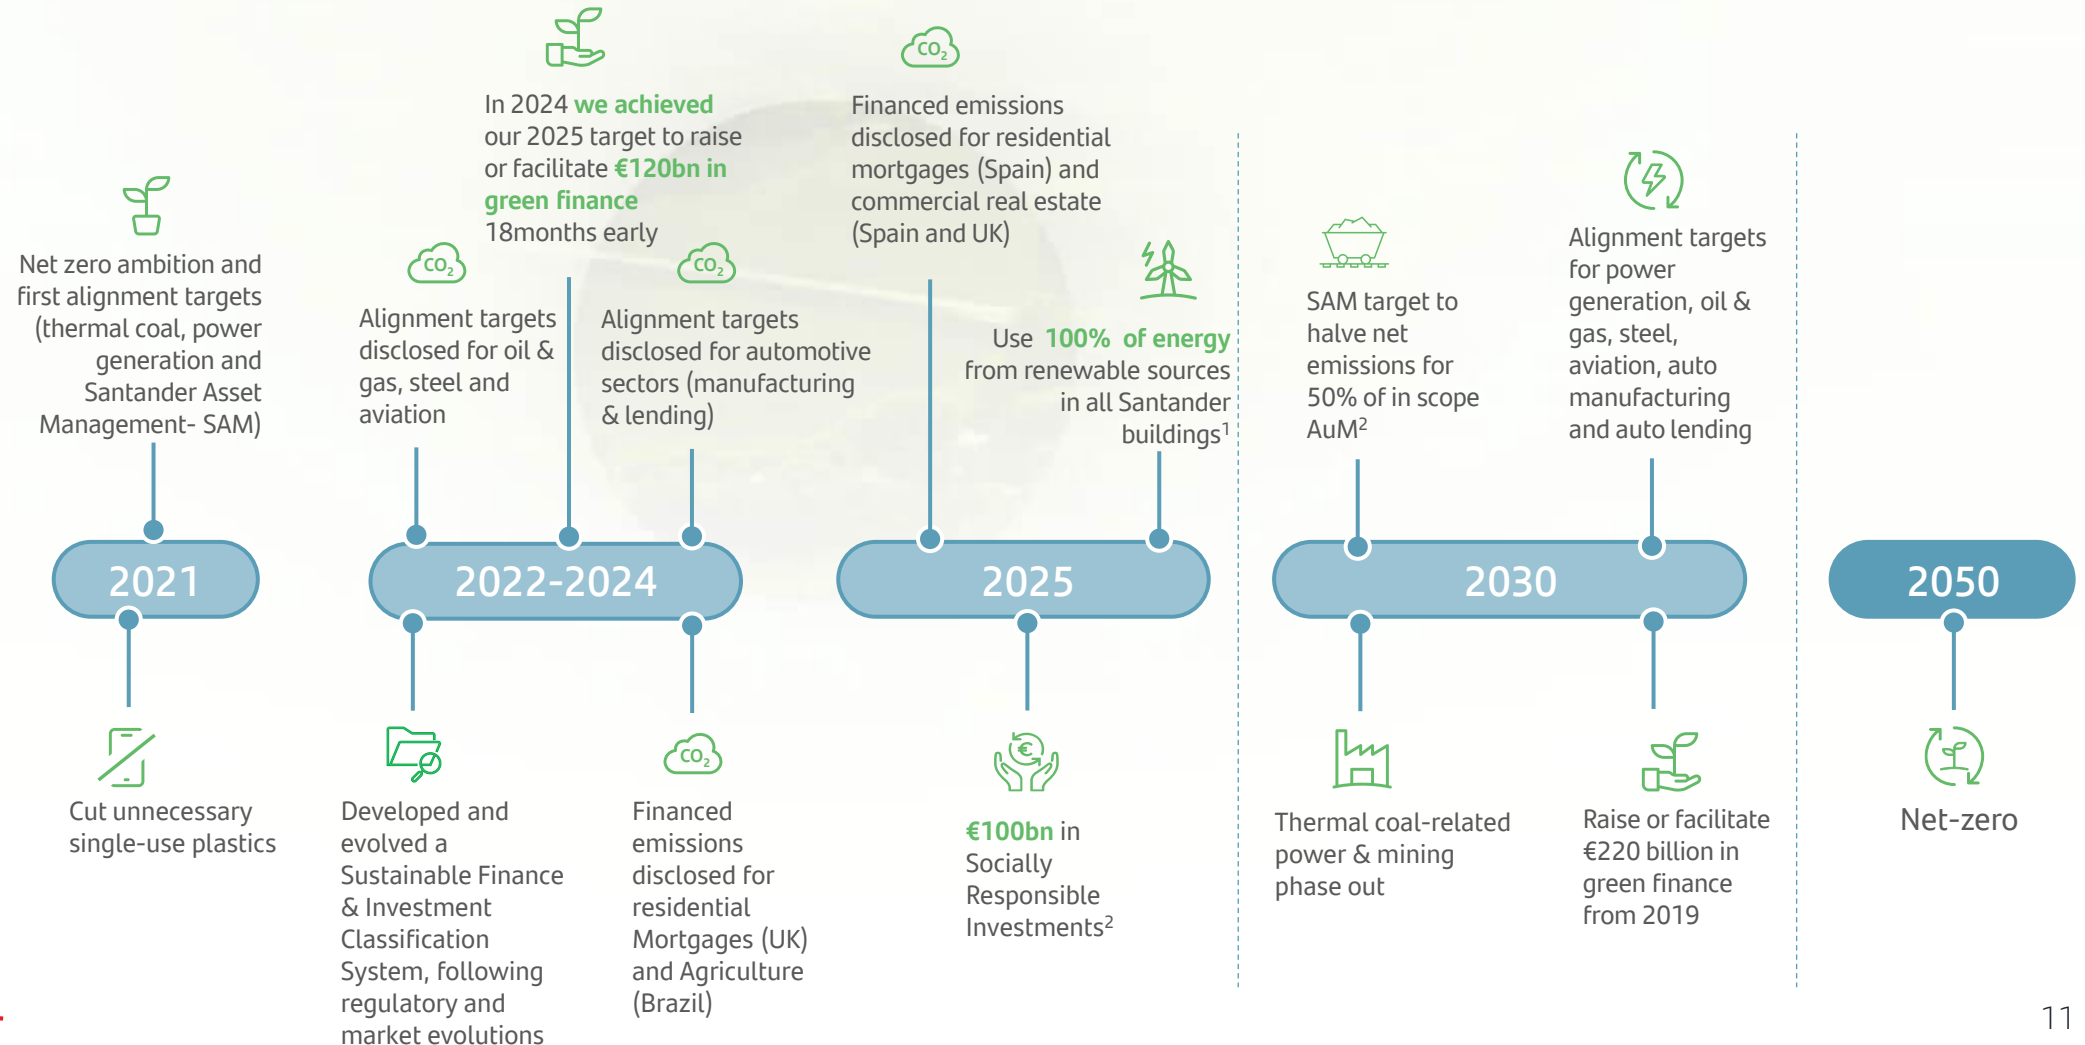 CO2
CO2
CO2
CO2
€
In 2024 we achieved
our 2025 target to raise
or facilitate €120bn in
green finance
18months early
Financed emissions
disclosed for residential
mortgages (Spain) and
commercial real estate
(Spain and UK)
Net zero ambition and
first alignment targets
(thermal coal, power
generation and
Santander Asset
Management- SAM)
Alignment targets
disclosed for oil &
gas, steel and
aviation
Alignment targets
disclosed for automotive
sectors (manufacturing
& lending)
Use 100% of energy
from renewable sources
in all Santander
buildings1
SAM target to
halve net
emissions for
50% of in scope
AuM2
Alignment targets
for power
generation, oil &
gas, steel,
aviation, auto
manufacturing
and auto lending
2021
2022-2024
2025
2030
2050
Cut unnecessary
single-use plastics
Developed and
evolved a
Sustainable Finance
& Investment
Classification
System, following
regulatory and
market evolutions
Financed
emissions
disclosed for
residential
Mortgages (UK)
and Agriculture
(Brazil)
€100bn in
Socially
Responsible
Investments2
Thermal coal-related
power & mining
phase out
Raise or facilitate
€220 billion in
green finance
from 2019
Net-zero
11